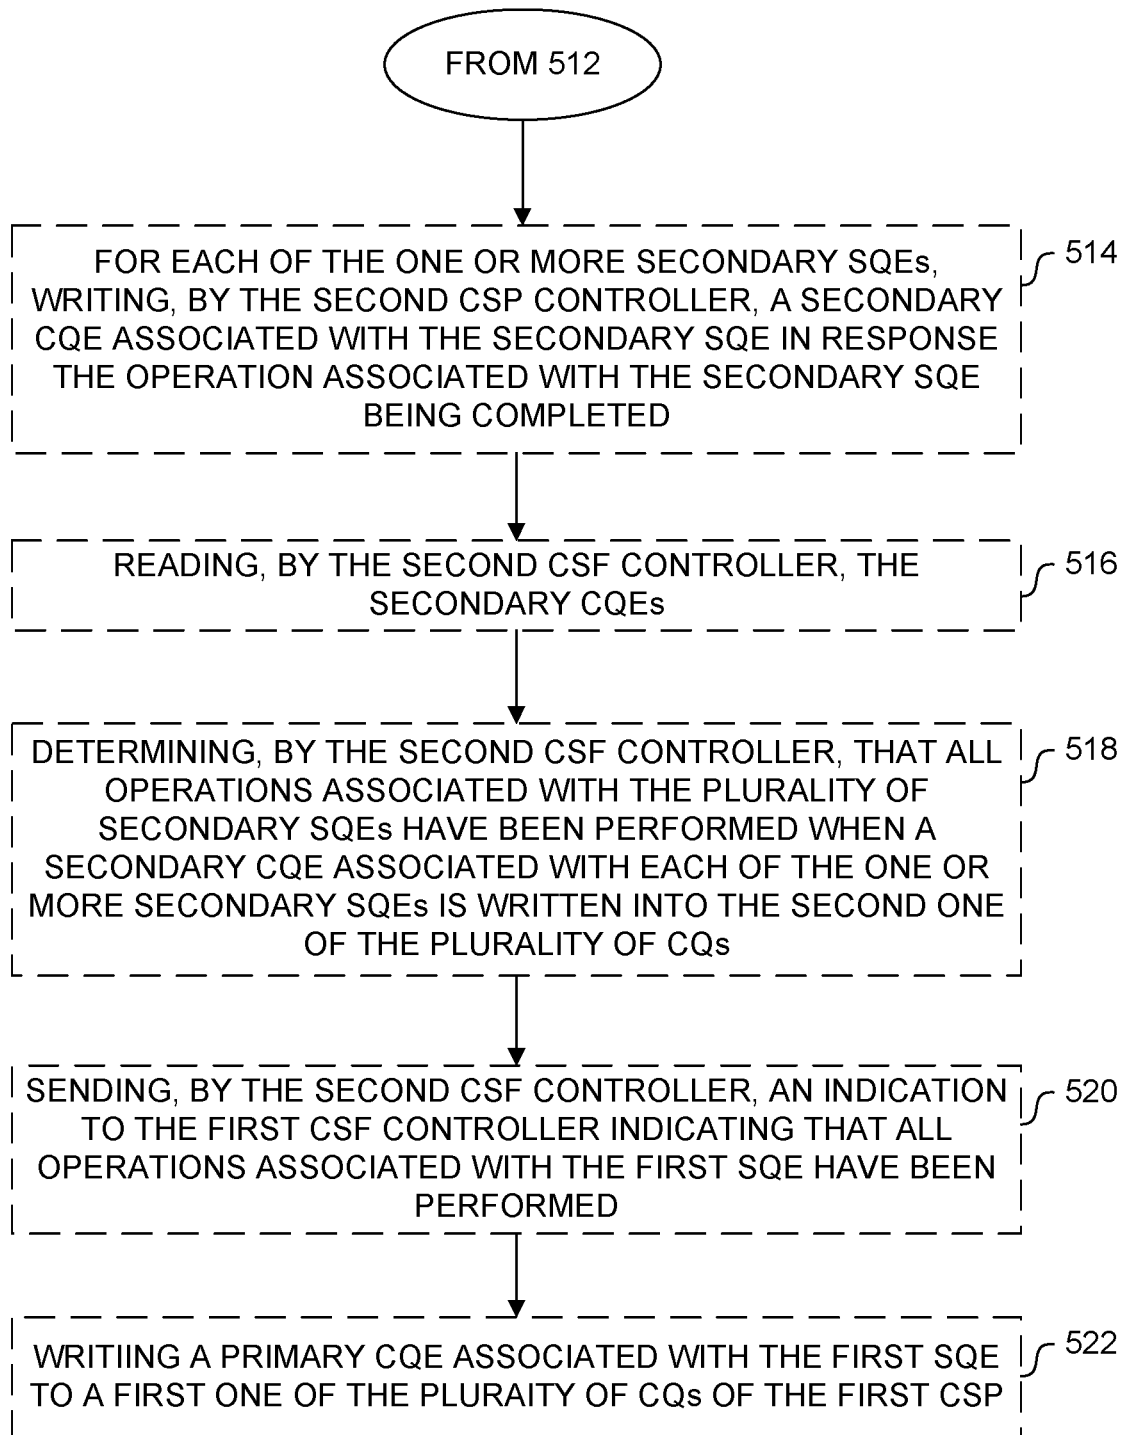 FROM 512
FOR EACH OF THE ONE OR MORE SECONDARY SQEs,
WRITING, BY THE SECOND CSP CONTROLLER, A SECONDARY
CQE ASSOCIATED WITH THE SECONDARY SQE IN RESPONSE
THE OPERATION ASSOCIATED WITH THE SECONDARY SQE
BEING COMPLETED
514
READING, BY THE SECOND CSF CONTROLLER, THE
SECONDARY CQEs
516
DETERMINING, BY THE SECOND CSF CONTROLLER, THAT ALL
OPERATIONS ASSOCIATED WITH THE PLURALITY OF
SECONDARY SQEs HAVE BEEN PERFORMED WHEN A
SECONDARY CQE ASSOCIATED WITH EACH OF THE ONE OR
MORE SECONDARY SQEs IS WRITTEN INTO THE SECOND ONE
OF THE PLURALITY OF CQs
518
SENDING, BY THE SECOND CSF CONTROLLER, AN INDICATION
TO THE FIRST CSF CONTROLLER INDICATING THAT ALL
OPERATIONS ASSOCIATED WITH THE FIRST SQE HAVE BEEN
PERFORMED
520
WRITIING A PRIMARY CQE ASSOCIATED WITH THE FIRST SQE
TO A FIRST ONE OF THE PLURAITY OF CQs OF THE FIRST CSP
522